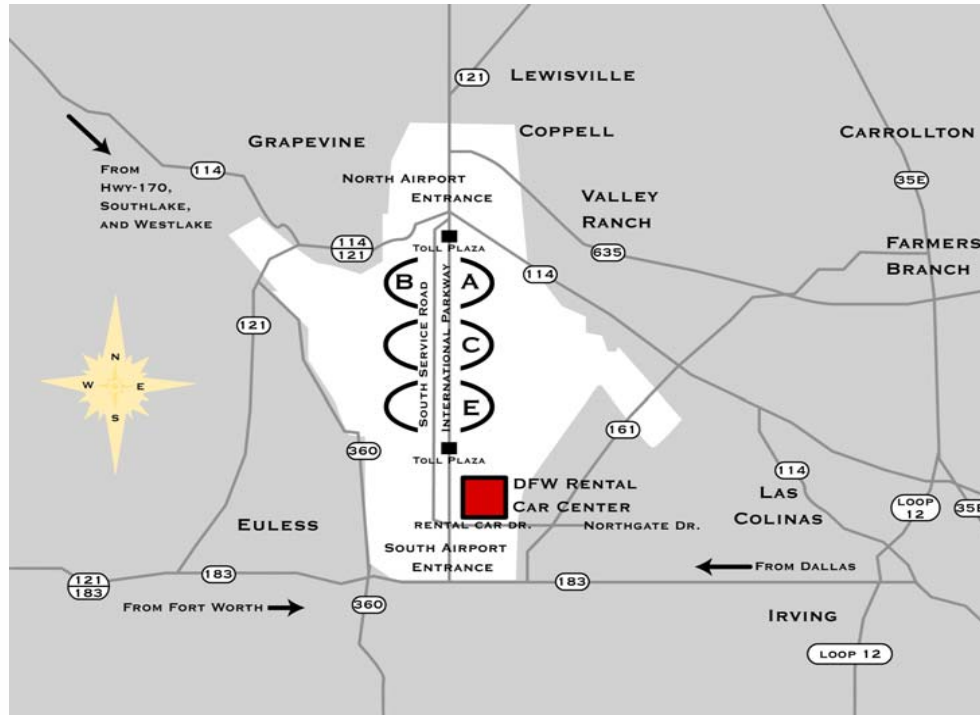 121
LEWISVILLE
GRAPEVINE
COPPELL
CARROLLTON
FROM
HWY-170,
SOUTHLAKE,
AND WESTLAKE
114
NORTH AIRPORT
ENTRANCE
35E
VALLEY
RANCH
114
121
TOLL PLAZA
635
FARMERS
BRANCH
B
A
114
SOUTH SERVICE ROAD
INTERNATIONAL PARKWAY
121
C
N
W E
S
E
161
360
TOLL PLAZA
114
DFW RENTAL
CAR CENTER
LAS
COLINAS
LOOP
12
35E
EULESS
RENTAL CAR DR.
NORTHGATE DR.
SOUTH AIRPORT
ENTRANCE
121
183
183
183
FROM DALLAS
FROM FORT WORTH
360
IRVING
LOOP 12